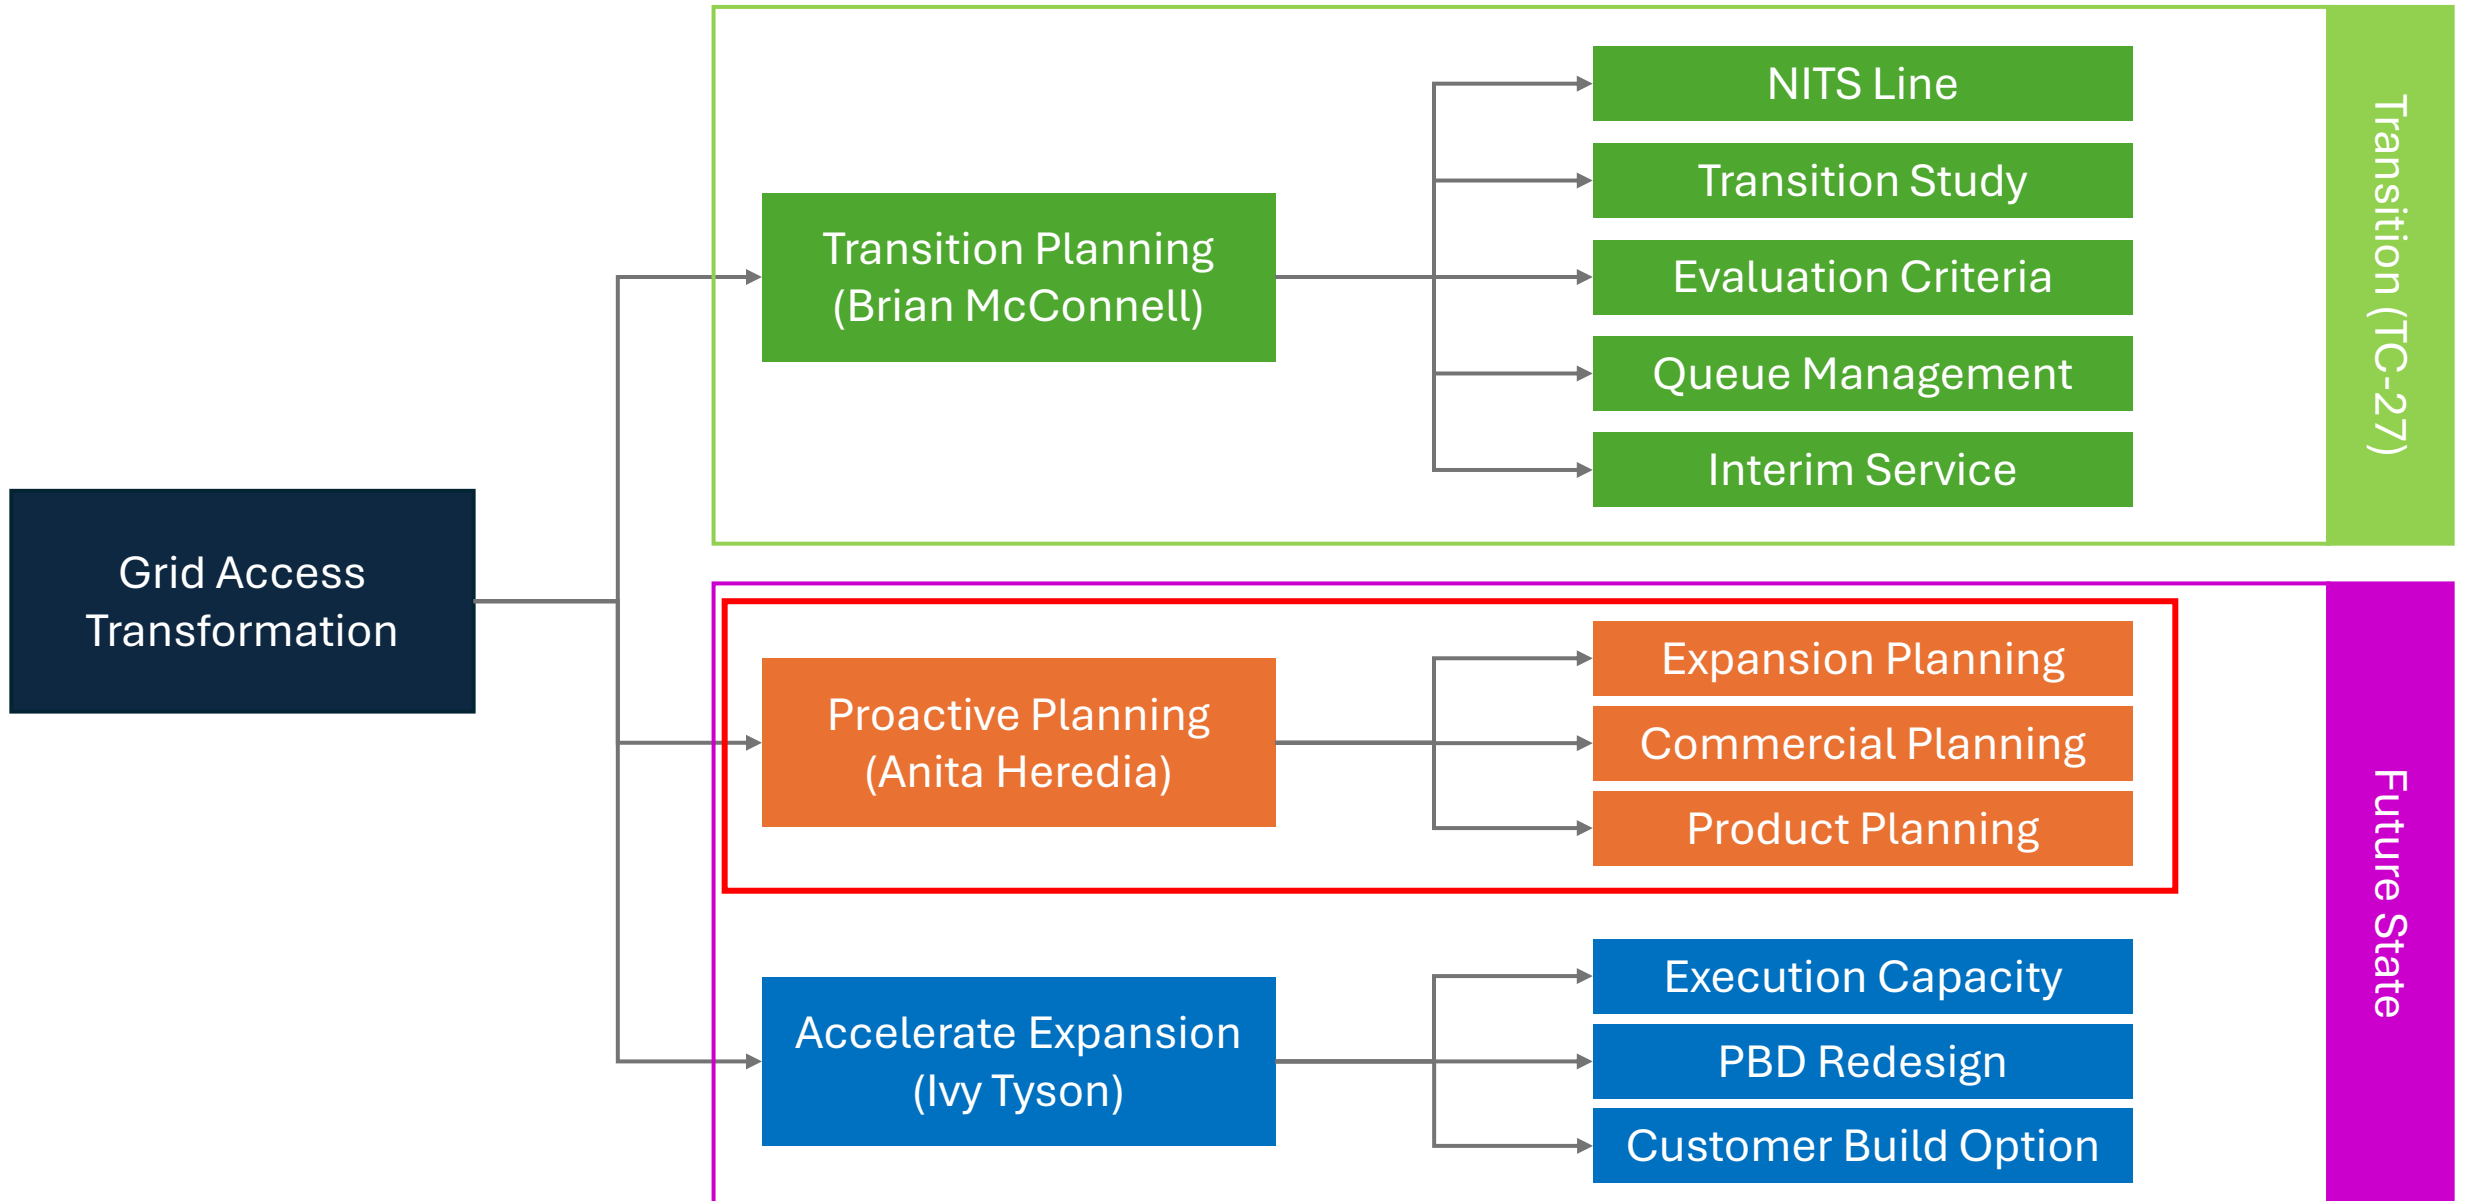 Grid Access
Transformation
Transition Planning
(Brian McConnell)
NITS Line
Transition Study
Evaluation Criteria
Queue Management
Interim Service
Transition (TC-27)
Proactive Planning
(Anita Heredia)
Expansion Planning
Commercial Planning
Product Planning
Accelerate Expansion
(Ivy Tyson)
Execution Capacity
PBD Redesign
Customer Build Option
Future State